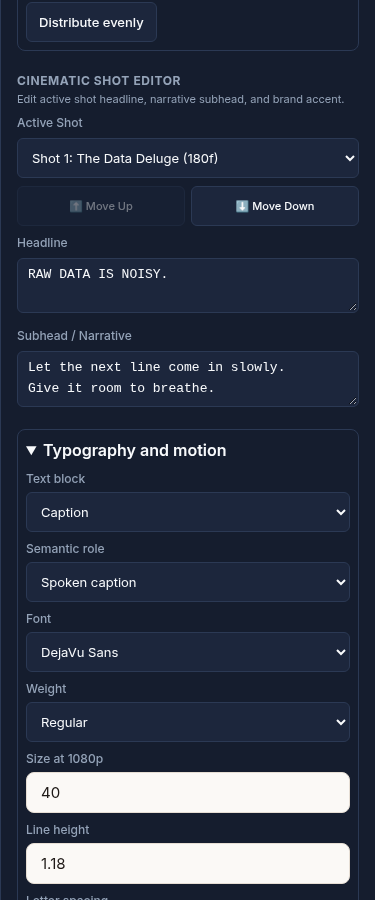 Distribute evenly
CINEMATIC SHOT EDITOR
Edit active shot headline, narrative subhead, and brand accent.
Active Shot
Shot 1: The Data Deluge (180f)
⬆️ Move Up
⬇️ Move Down
Headline
RAW DATA IS NOISY.
Subhead / Narrative
Let the next line come in slowly.
Give it room to breathe.
▼ Typography and motion
Text block
Caption
Semantic role
Spoken caption
Font
DejaVu Sans
Weight
Regular
Size at 1080p
40
Line height
1.18
Letter spacing